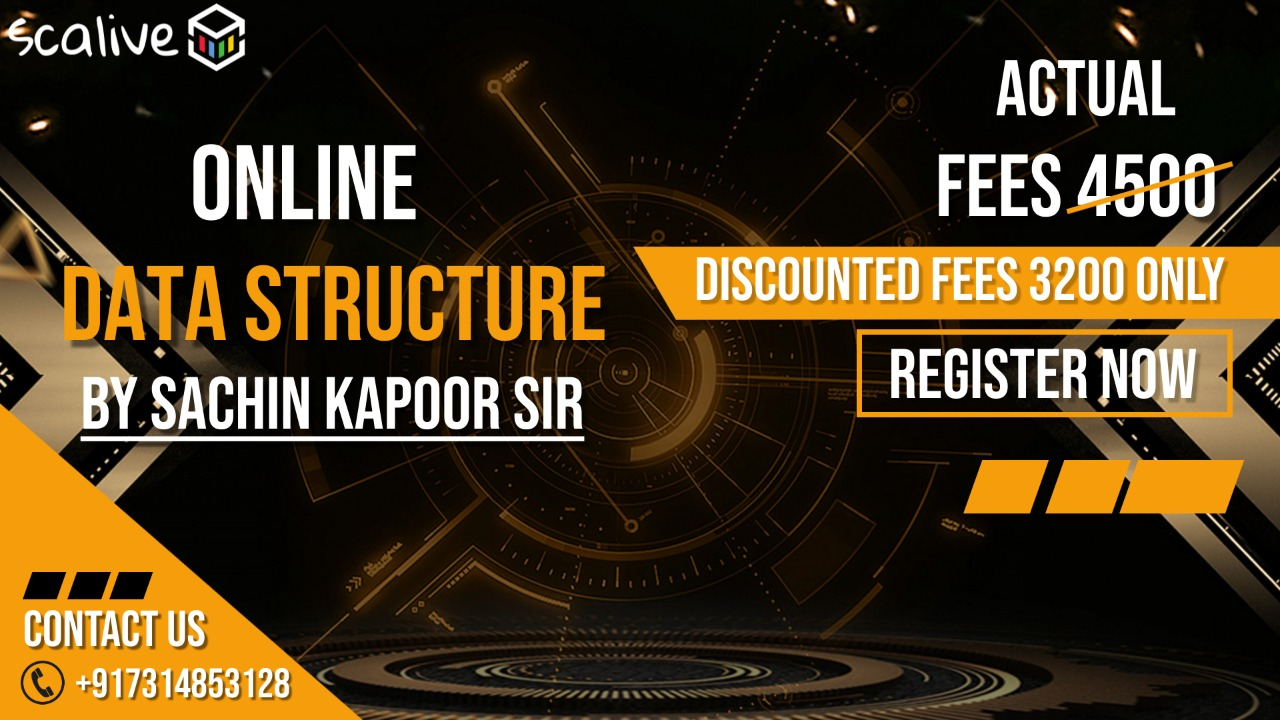 Scalive
ONLINE
DATA STRUCTURE
BY SACHIN KAPOOR SIR
ACTUAL
FEES 4500
DISCOUNTED FEES 3200 ONLY
REGISTER NOW
CONTACT US
+917314853128